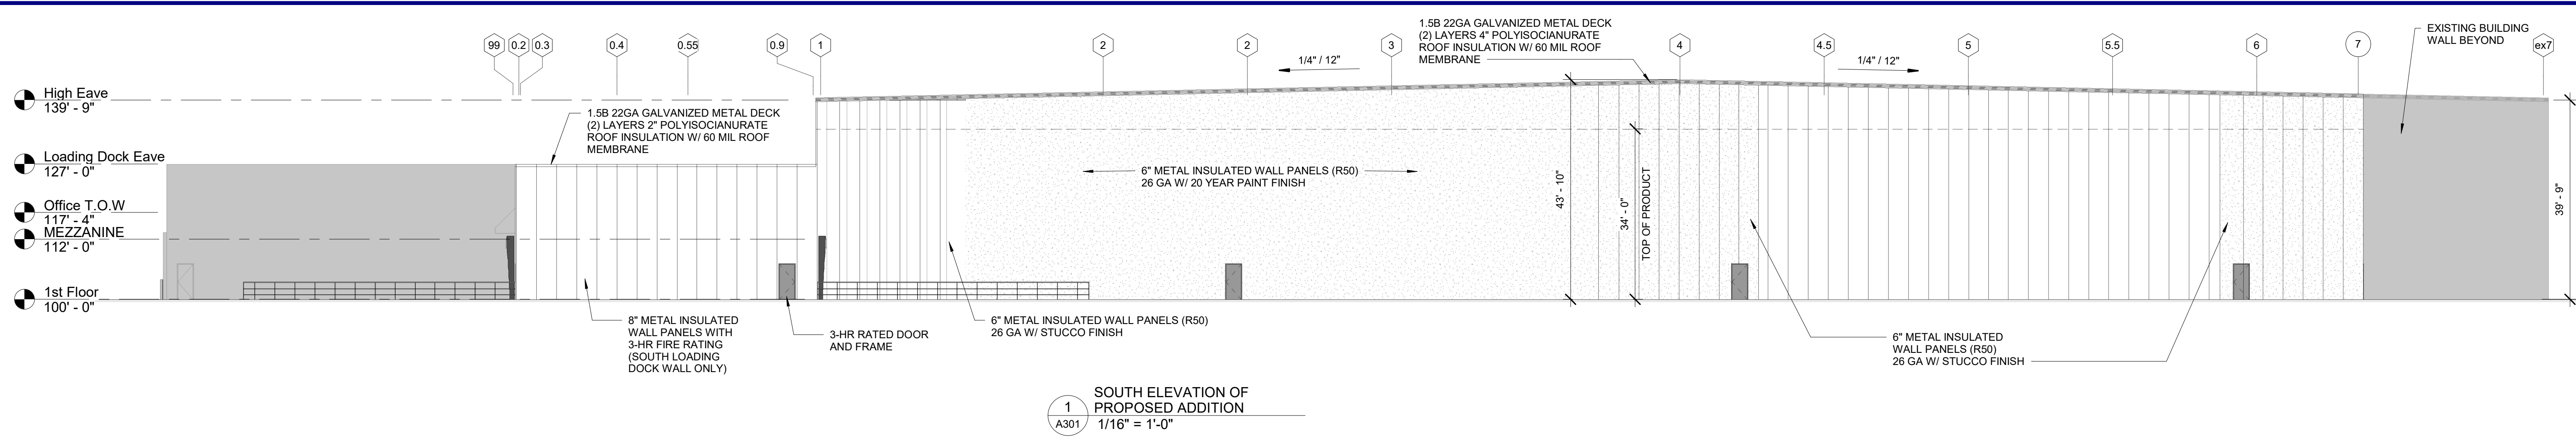 99
0.2
0.3
0.4
0.55
0.9
1
2
2
3
4
4.5
5
5.5
6
7
ex7
1.5B 22GA GALVANIZED METAL DECK
(2) LAYERS 4" POLYISOCIANURATE
ROOF INSULATION W/ 60 MIL ROOF
MEMBRANE
EXISTING BUILDING
WALL BEYOND
1/4" / 12"
1/4" / 12"
High Eave
139' - 9"
1.5B 22GA GALVANIZED METAL DECK
(2) LAYERS 2" POLYISOCIANURATE
ROOF INSULATION W/ 60 MIL ROOF
MEMBRANE
Loading Dock Eave
127' - 0"
6" METAL INSULATED WALL PANELS (R50)
26 GA W/ 20 YEAR PAINT FINISH
43' - 10"
34' - 0"
TOP OF PRODUCT
39' - 9"
Office T.O.W
117' - 4"
MEZZANINE
112' - 0"
1st Floor
100' - 0"
8" METAL INSULATED
WALL PANELS WITH
3-HR FIRE RATING
(SOUTH LOADING
DOCK WALL ONLY)
3-HR RATED DOOR
AND FRAME
6" METAL INSULATED WALL PANELS (R50)
26 GA W/ STUCCO FINISH
6" METAL INSULATED
WALL PANELS (R50)
26 GA W/ STUCCO FINISH
1
A301
SOUTH ELEVATION OF
PROPOSED ADDITION
1/16" = 1'-0"